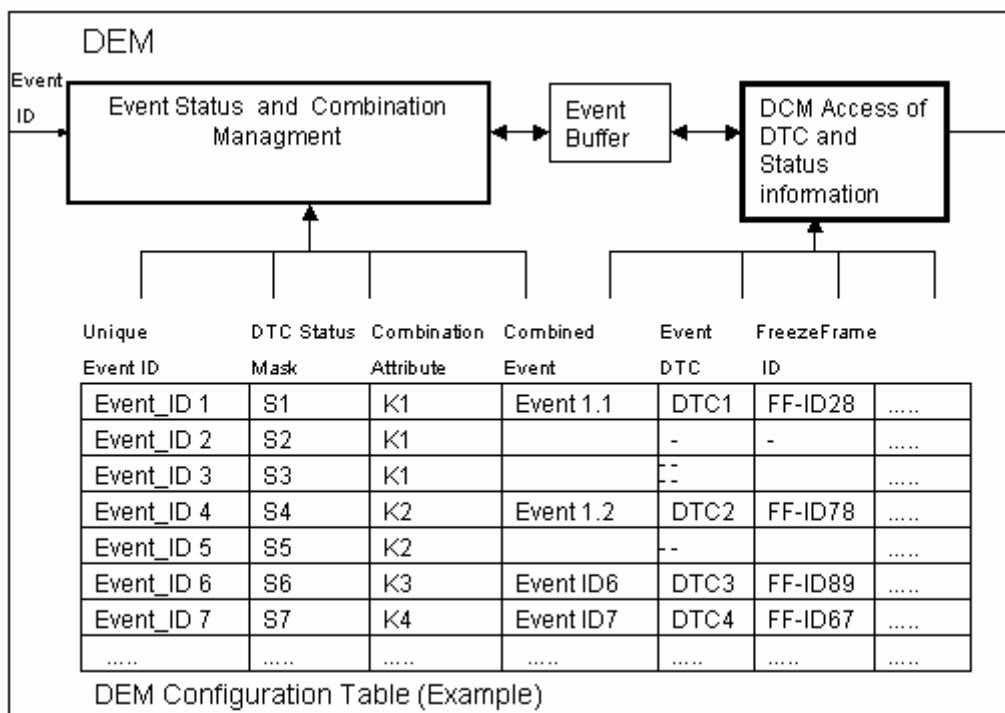 DEM
Event
ID
Event Status and Combination
Managment
Event
Buffer
DCM Access of
DTC and
Status
information
Unique DTC Status Combination Combined Event FreezeFrame
Event ID Mask Attribute Event DTC ID
Event_ID 1 S1 K1 Event 1.1 DTC1 FF-ID28 .....
Event_ID 2 S2 K1 - - .....
Event_ID 3 S3 K1 -- .....
Event_ID 4 S4 K2 Event 1.2 DTC2 FF-ID78 .....
Event_ID 5 S5 K2 -- .....
Event_ID 6 S6 K3 Event ID6 DTC3 FF-ID89 .....
Event_ID 7 S7 K4 Event ID7 DTC4 FF-ID67 .....
..... ..... ..... ..... ..... ..... .....
DEM Configuration Table (Example)